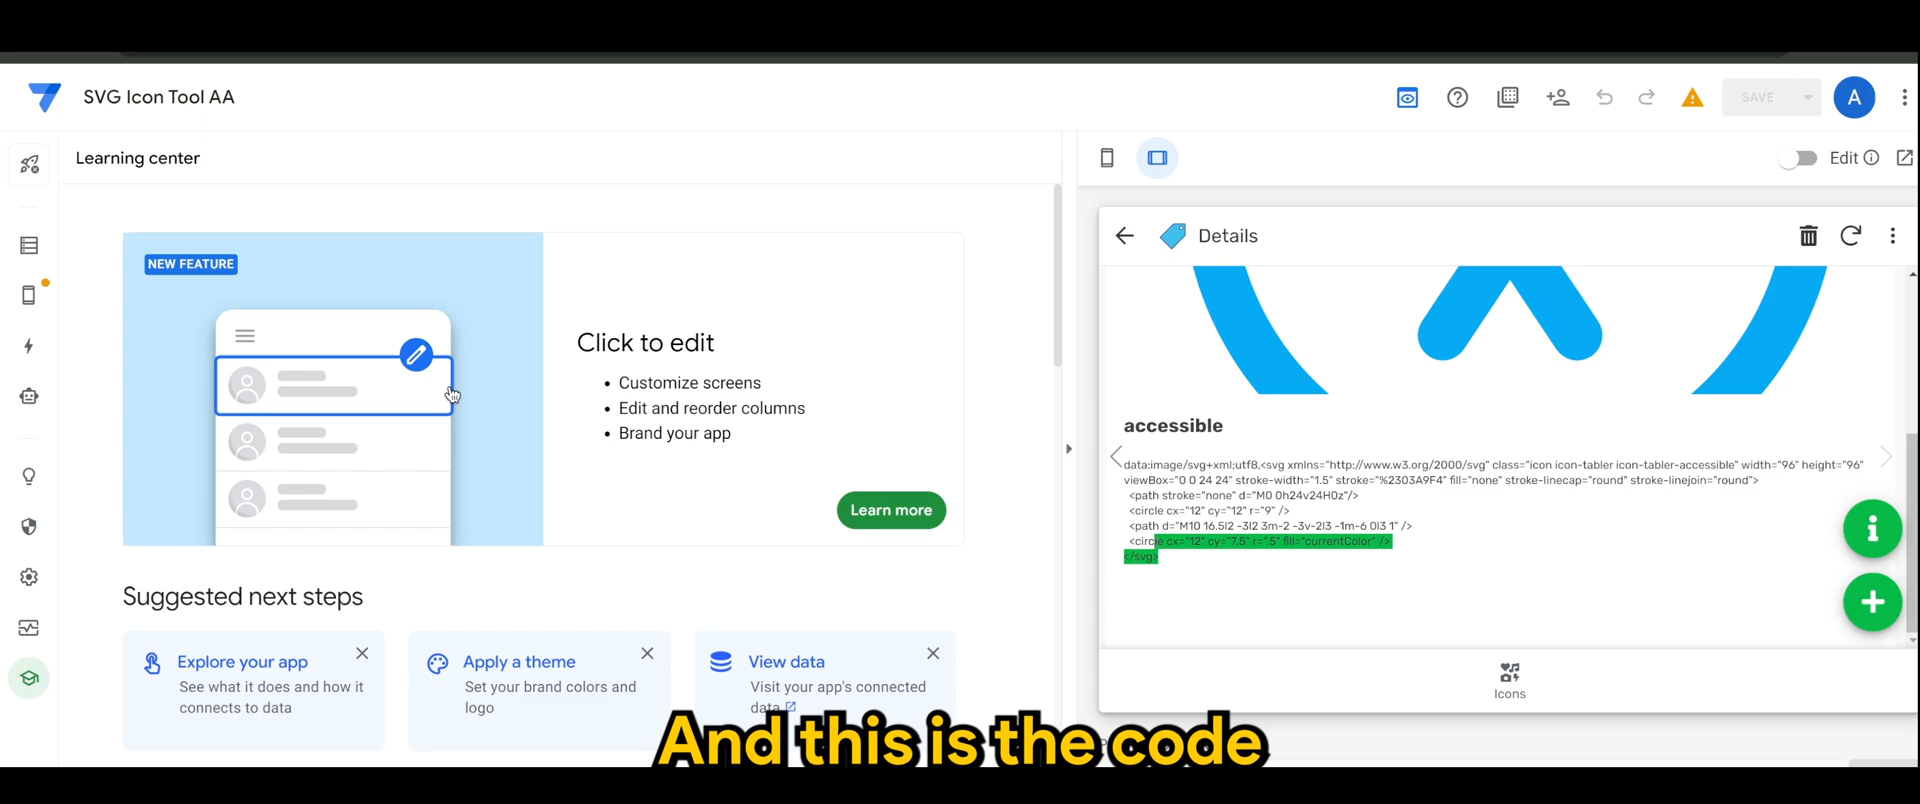 SVG Icon Tool AA
SAVE
A
Learning center
Edit
NEW FEATURE
Click to edit
• Customize screens
• Edit and reorder columns
• Brand your app
Learn more
Suggested next steps
Explore your app
See what it does and how it
connects to data
Apply a theme
Set your brand colors and
logo
View data
Visit your app's connected
data
Details
accessible
data:image/svg+xml;utf8,<svg xmlns="http://www.w3.org/2000/svg" class="icon icon-tabler icon-tabler-accessible" width="96" height="96"
viewBox="0 0 24 24" stroke-width="1.5" stroke="%2303A9F4" fill="none" stroke-linecap="round" stroke-linejoin="round">
<path stroke="none" d="M0 0h24v24H0z"/>
<circle cx="12" cy="12" r="9" />
<path d="M10 16.5l2 -3l2 3m-2 -3v-2l3 -1m-6 0l3 1" />
<circle cx="12" cy="7.5" r=".5" fill="currentColor" />
</svg>
Icons
And this is the code